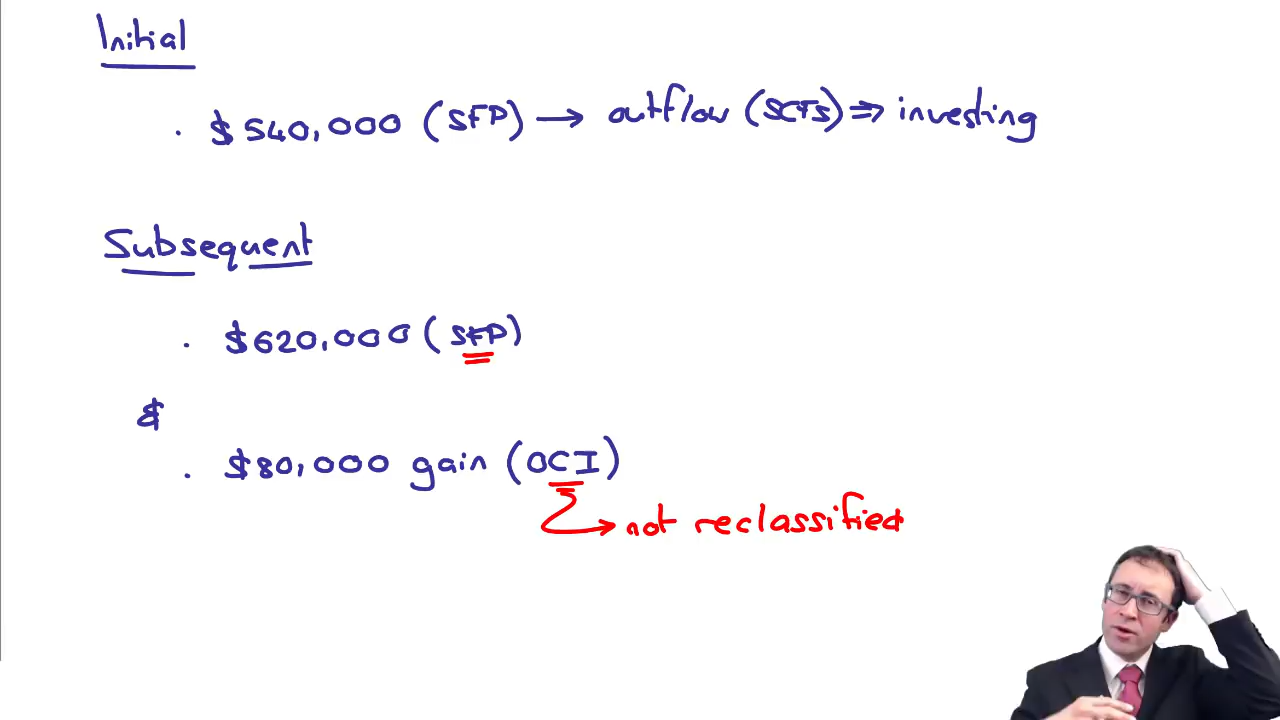 Initial
. $540,000 (SFP) → outflow (SCFs) ⇒ investing
Subsequent
. $620,000 (SFP)
&
. $80,000 gain (OCI)
→ not reclassified